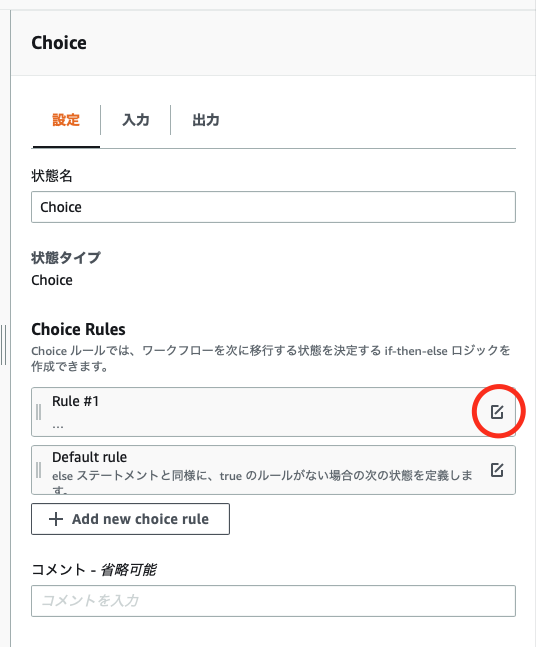 Choice
設定 入力 出力
状態名
Choice
状態タイプ
Choice
Choice Rules
Choice ルールでは、ワークフローを次に移行する状態を決定する if-then-else ロジックを
作成できます。
Rule #1
...
Default rule
else ステートメントと同様に、true のルールがない場合の次の状態を定義しま
す。
Add new choice rule
コメント - 省略可能
コメントを入力